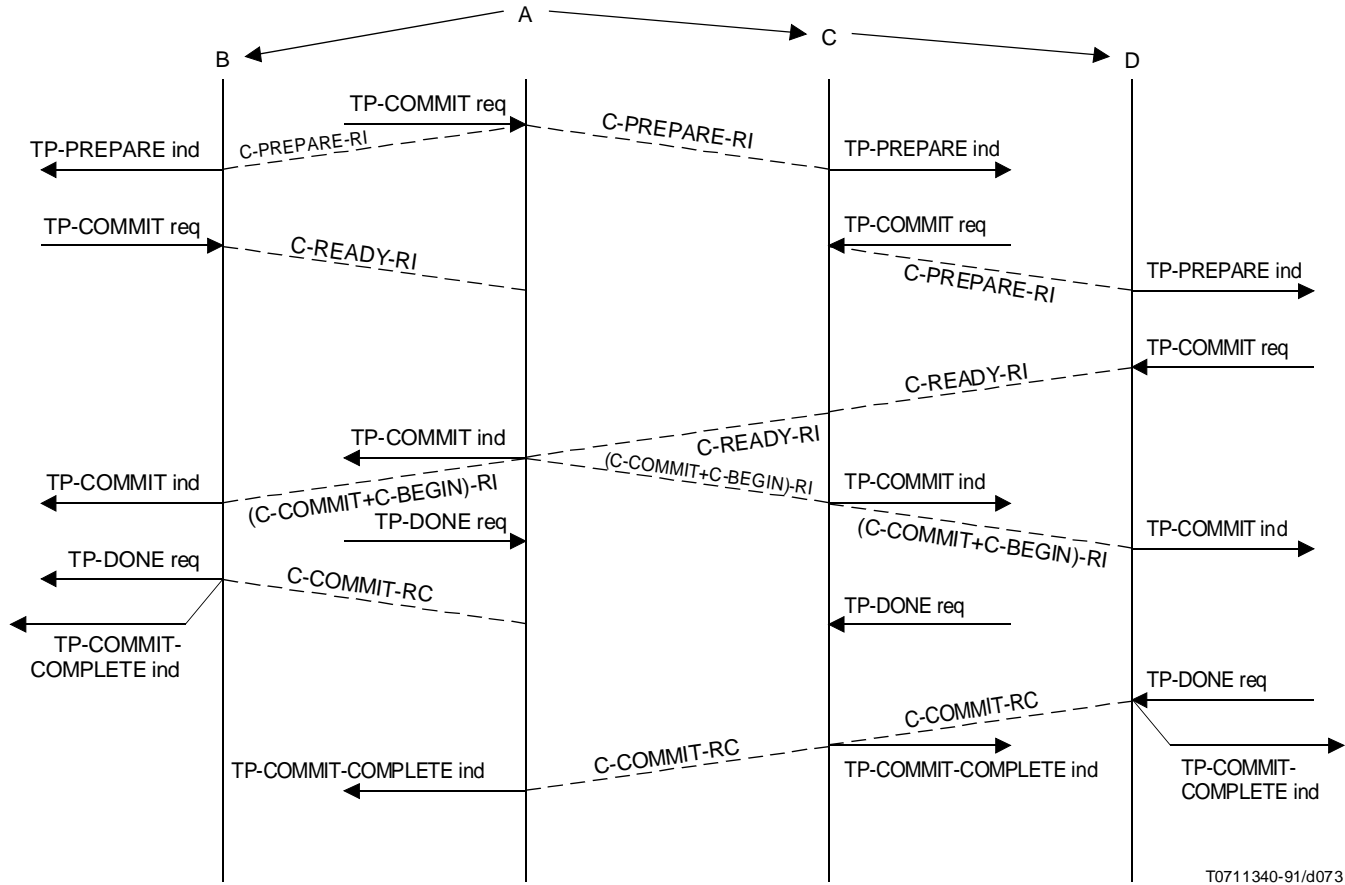 A
B
C
D
TP-COMMIT req
C-PREPARE-RI
C-PREPARE-RI
TP-PREPARE ind
TP-PREPARE ind
TP-COMMIT req
C-READY-RI
TP-COMMIT req
C-PREPARE-RI
TP-PREPARE ind
TP-COMMIT req
C-READY-RI
TP-COMMIT ind
C-READY-RI
(C-COMMIT+C-BEGIN)-RI
TP-COMMIT ind
(C-COMMIT+C-BEGIN)-RI
TP-COMMIT ind
TP-DONE req
(C-COMMIT+C-BEGIN)-RI
TP-COMMIT ind
TP-DONE req
C-COMMIT-RC
TP-DONE req
TP-COMMIT-
COMPLETE ind
TP-DONE req
C-COMMIT-RC
C-COMMIT-RC
TP-COMMIT-COMPLETE ind
TP-COMMIT-COMPLETE ind
TP-COMMIT-
COMPLETE ind
T0711340-91/d073